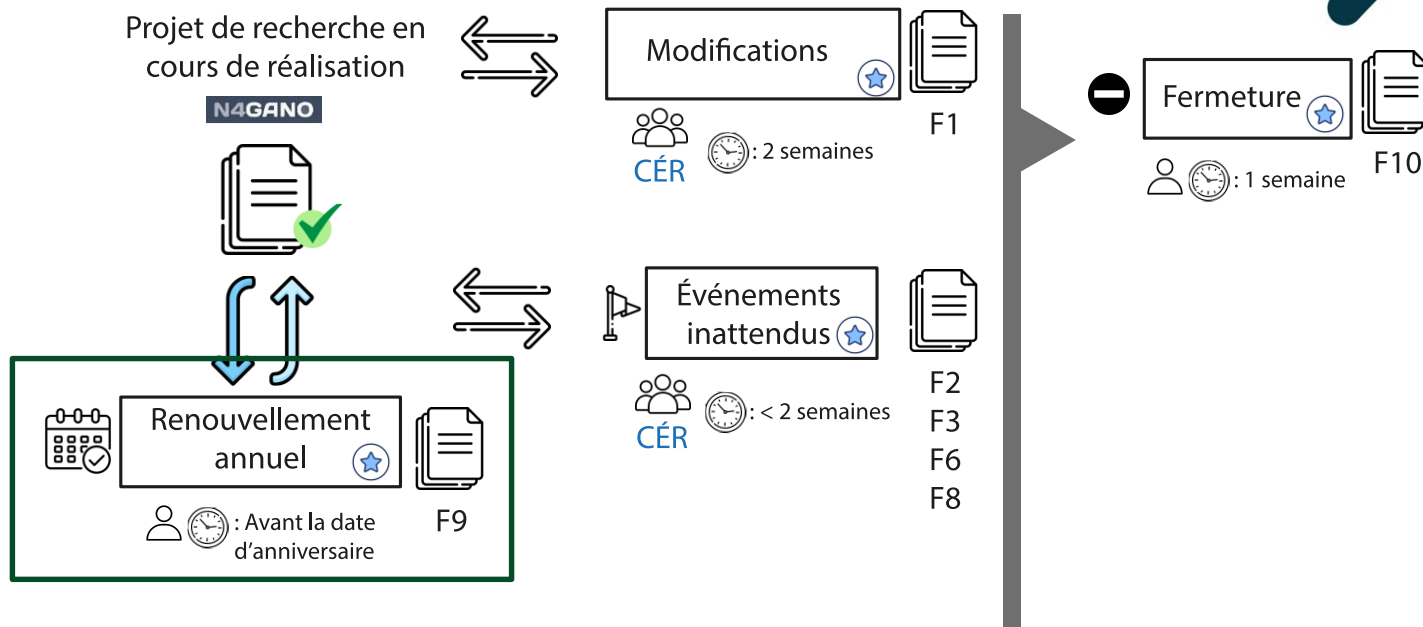 Projet de recherche en
cours de réalisation
N4GANO
Modifications
F1
CÉR
: 2 semaines
Fermeture
F10
: 1 semaine
Événements
inattendus
CÉR
: < 2 semaines
F2
F3
F6
F8
Renouvellement
annuel
F9
: Avant la date
d’anniversaire